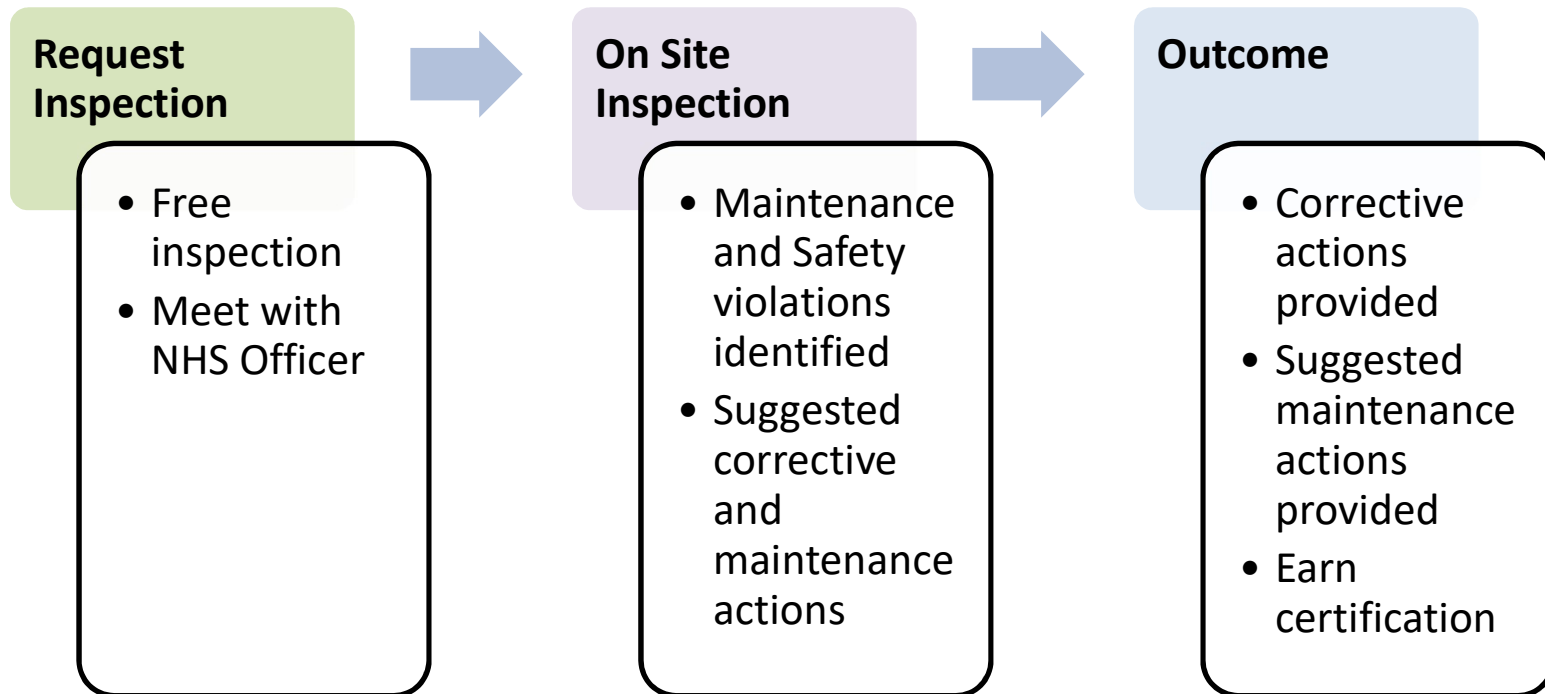 Request
Inspection
• Free
inspection
• Meet with
NHS Officer
On Site
Inspection
• Maintenance
and Safety
violations
identified
• Suggested
corrective
and
maintenance
actions
Outcome
• Corrective
actions
provided
• Suggested
maintenance
actions
provided
• Earn
certification